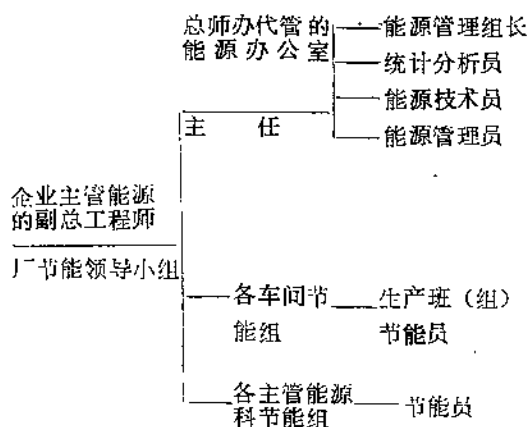 总师办代管的
能源办公室
能源管理组长
统计分析员
能源技术员
能源管理员
主任
企业主管能源
的副总工程师
厂节能领导小组
各车间节
能组
生产班（组）
节能员
各主管能源
科节能组
节能员